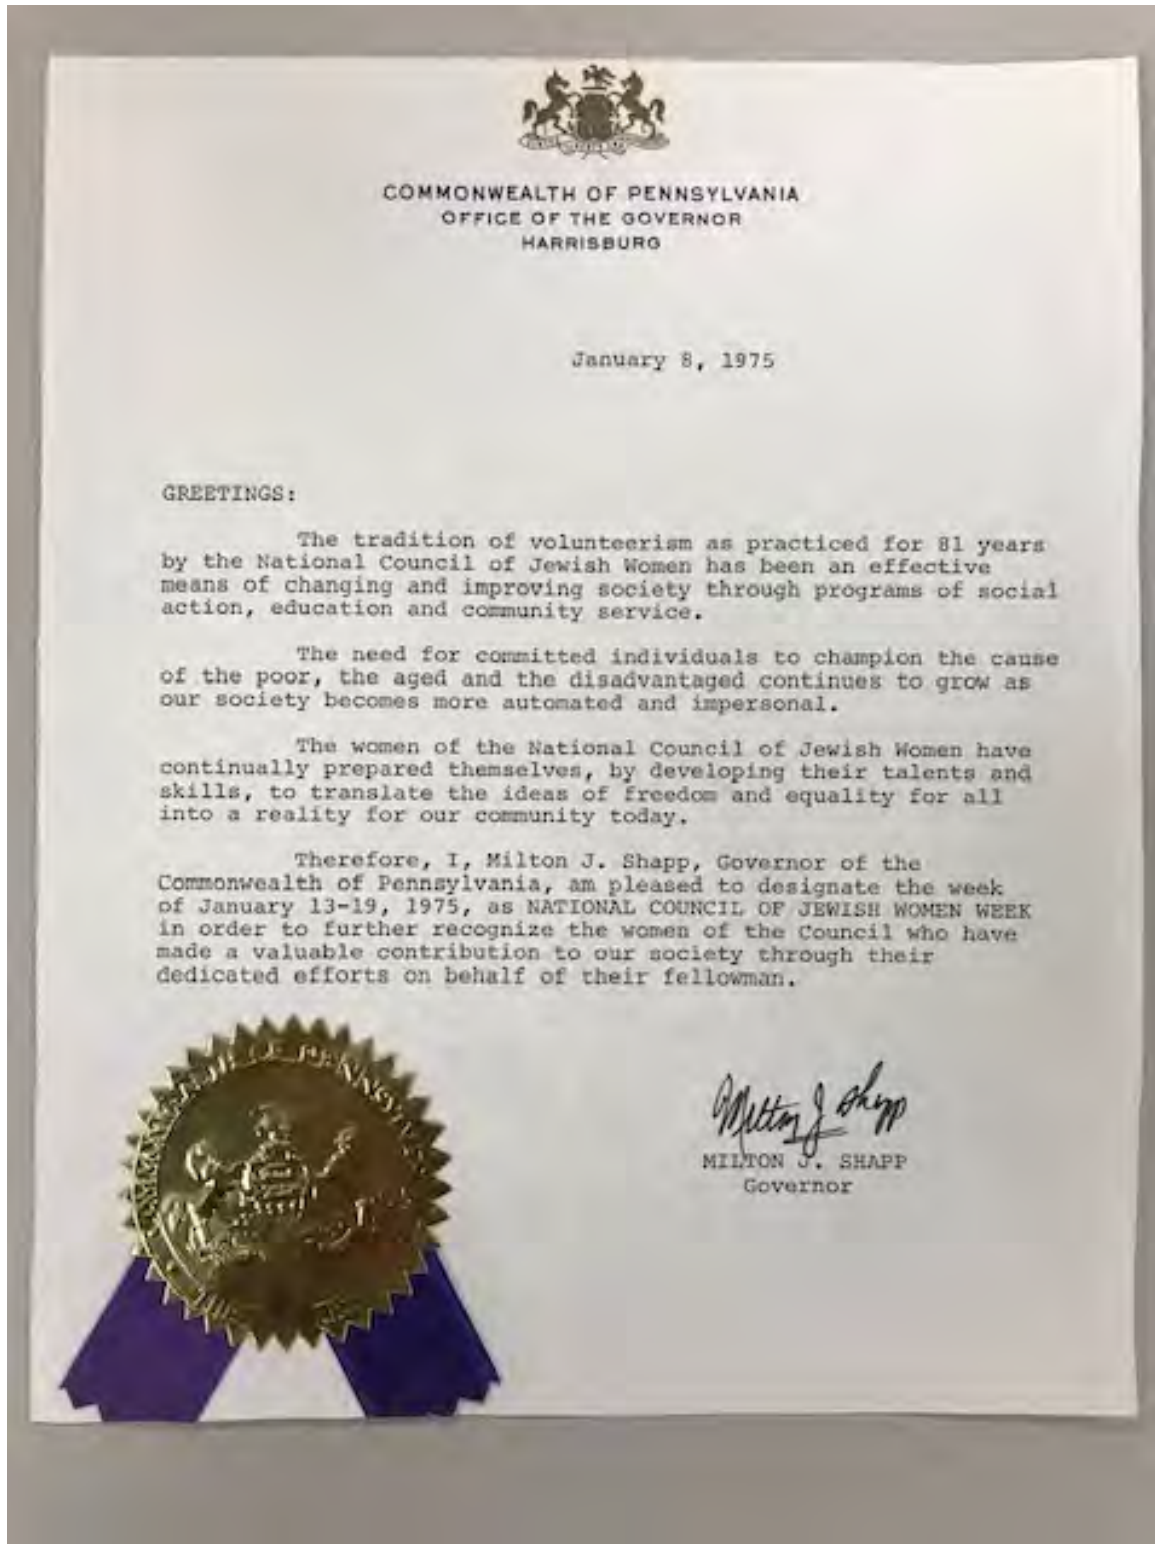 COMMONWEALTH OF PENNSYLVANIA
OFFICE OF THE GOVERNOR
HARRISBURG
January 8, 1975
GREETINGS:
The tradition of volunteerism as practiced for 81 years
by the National Council of Jewish Women has been an effective
means of changing and improving society through programs of social
action, education and community service.
The need for committed individuals to champion the cause
of the poor, the aged and the disadvantaged continues to grow as
our society becomes more automated and impersonal.
The women of the National Council of Jewish Women have
continually prepared themselves, by developing their talents and
skills, to translate the ideas of freedom and equality for all
into a reality for our community today.
Therefore, I, Milton J. Shapp, Governor of the
Commonwealth of Pennsylvania, am pleased to designate the week
of January 13-19, 1975, as NATIONAL COUNCIL OF JEWISH WOMEN WEEK
in order to further recognize the women of the Council who have
made a valuable contribution to our society through their
dedicated efforts on behalf of their fellowman.
Milton J Shapp
MILTON J. SHAPP
Governor